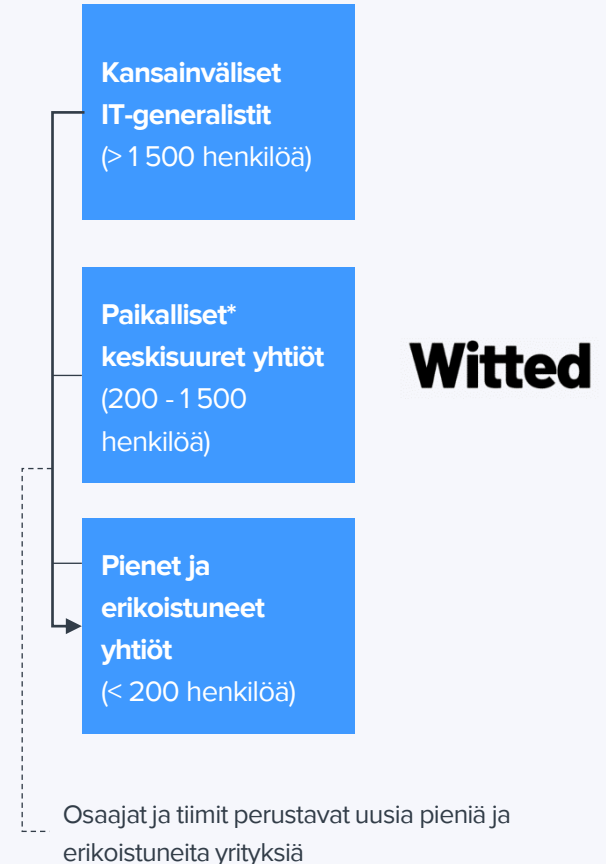 Kansainväliset
IT-generalistit
(> 1 500 henkilöä)
Paikalliset*
keskisuuret yhtiöt
(200 - 1 500
henkilöä)
Witted
Pienet ja
erikoistuneet
yhtiöt
(< 200 henkilöä)
Osaajat ja tiimit perustavat uusia pieniä ja
erikoistuneita yrityksiä